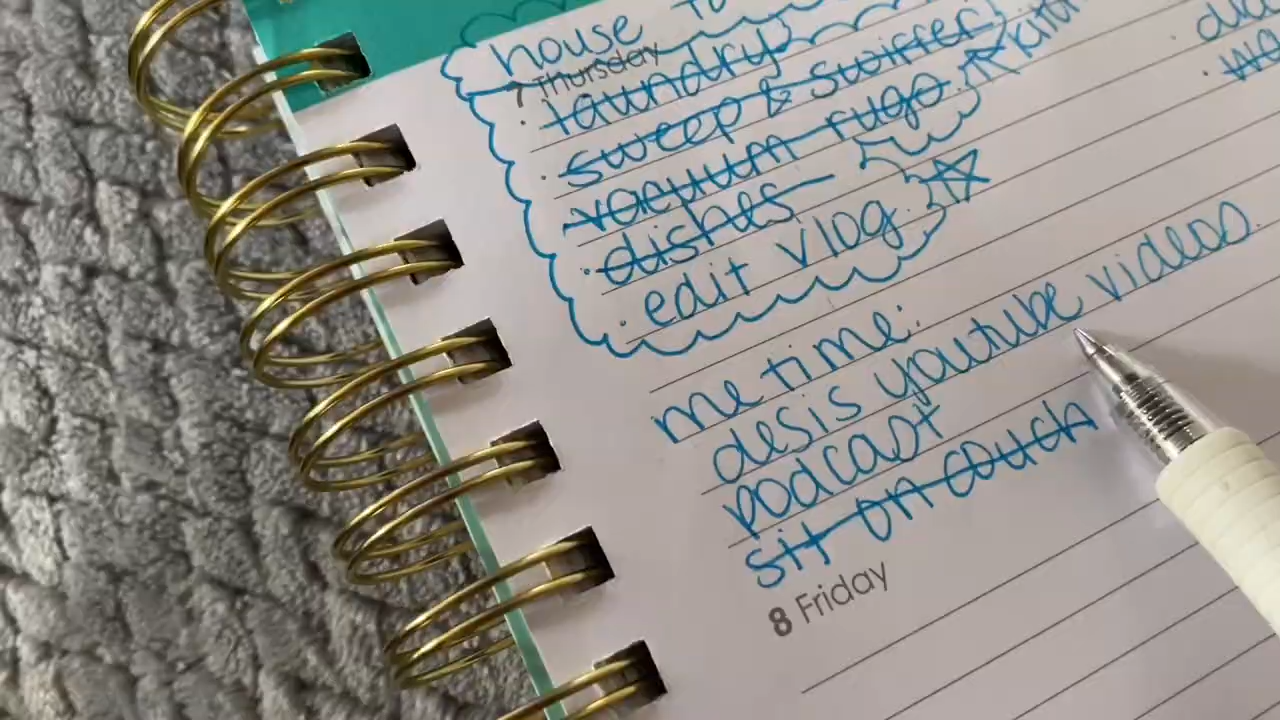 house to
7 Thursday
· laundry
· sweep & swiffer
· vacuum rugs
· dishes
· edit vlog
me time:
desis youtube videos
podcast
sit on couch
8 Friday